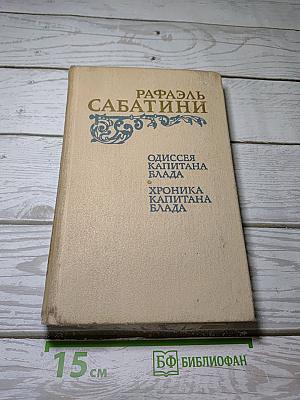 РАФАЭЛЬ
САБАТИНИ
ОДИССЕЯ
КАПИТАНА
БЛАДА
ХРОНИКА
КАПИТАНА
БЛАДА
15 см
БФ БИБЛИОФАН